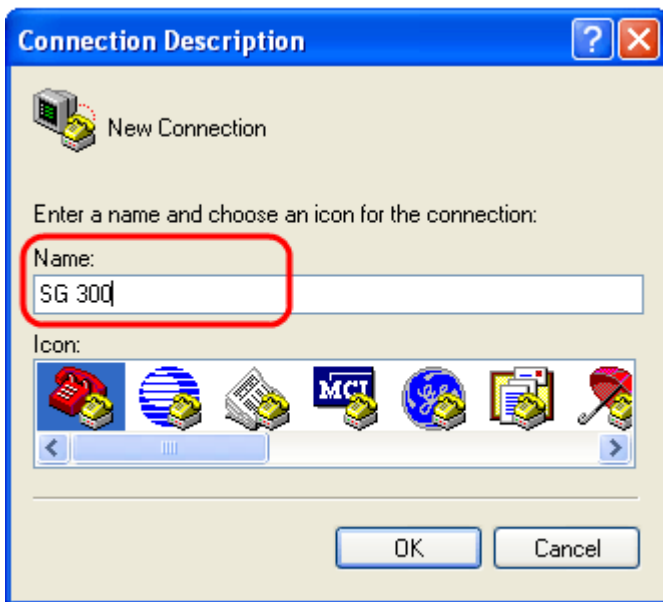 Connection Description
New Connection
Enter a name and choose an icon for the connection:
Name:
SG 300
Icon:
MCI
OK Cancel